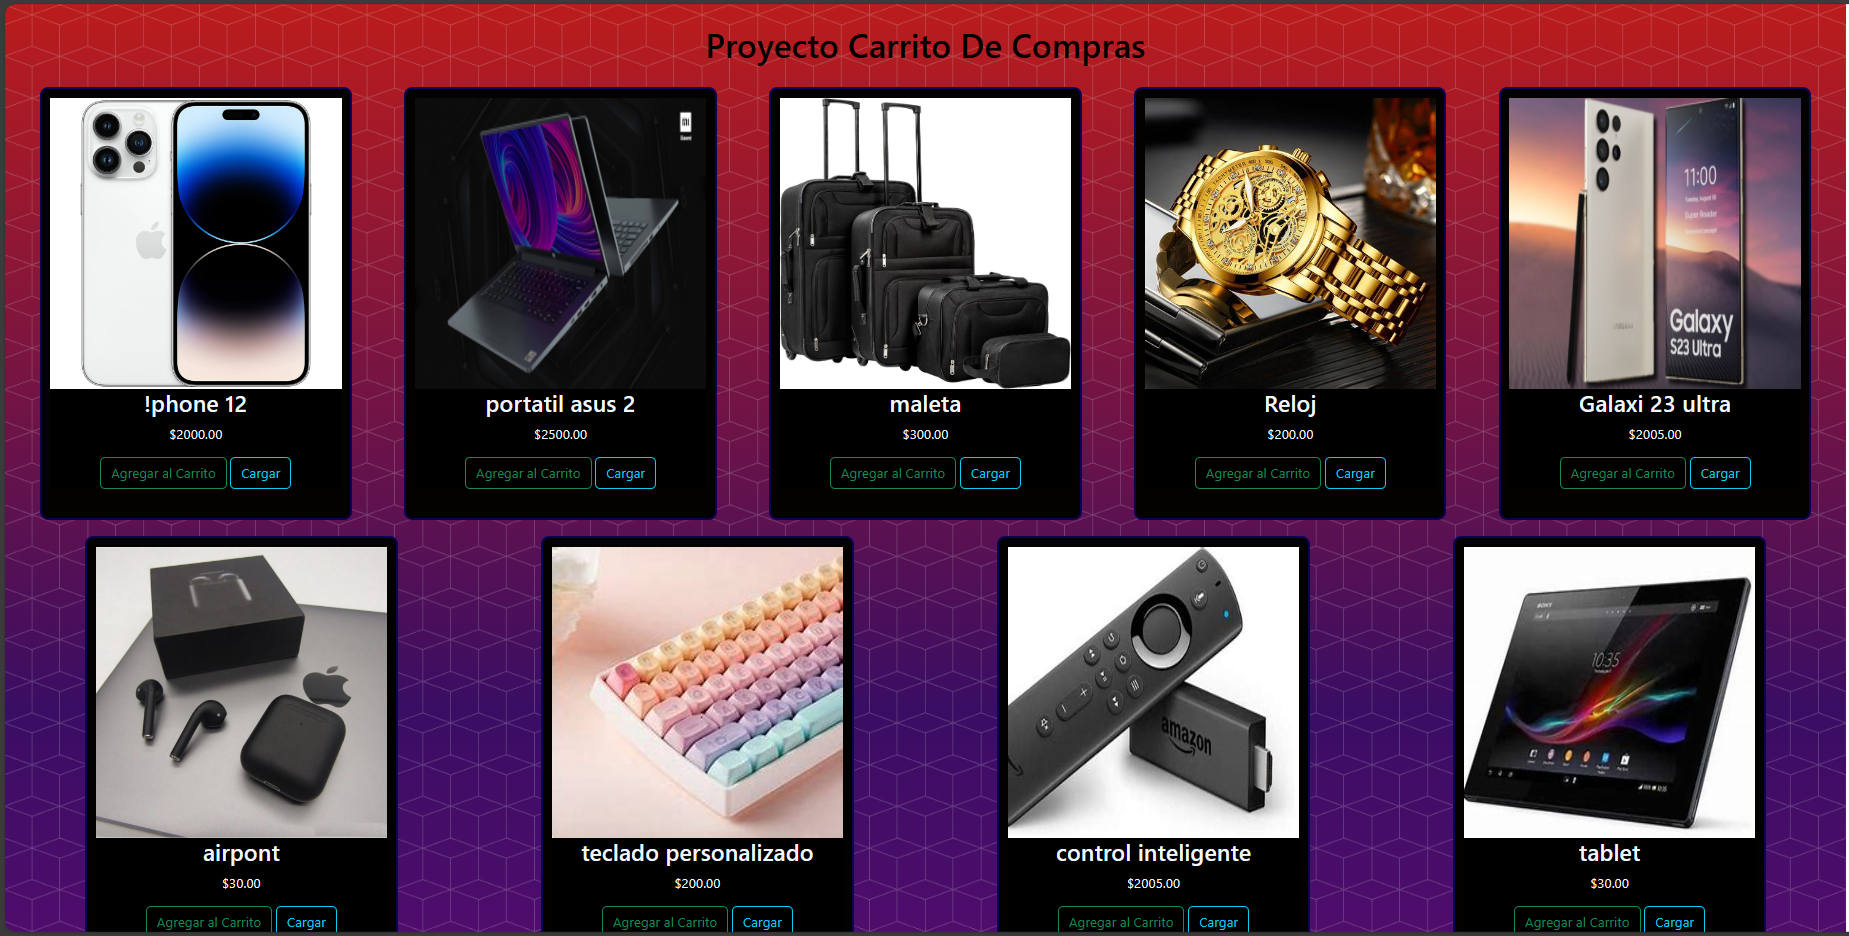 Proyecto Carrito De Compras
11:00
Super Reader
Galaxy
S23 Ultra
!phone 12
$2000.00
Agregar al Carrito
Cargar
portatil asus 2
$2500.00
Agregar al Carrito
Cargar
maleta
$300.00
Agregar al Carrito
Cargar
Reloj
$200.00
Agregar al Carrito
Cargar
Galaxi 23 ultra
$2005.00
Agregar al Carrito
Cargar
amazon
SONY
10:35
airpont
$30.00
Agregar al Carrito
Cargar
teclado personalizado
$200.00
Agregar al Carrito
Cargar
control inteligente
$2005.00
Agregar al Carrito
Cargar
tablet
$30.00
Agregar al Carrito
Cargar